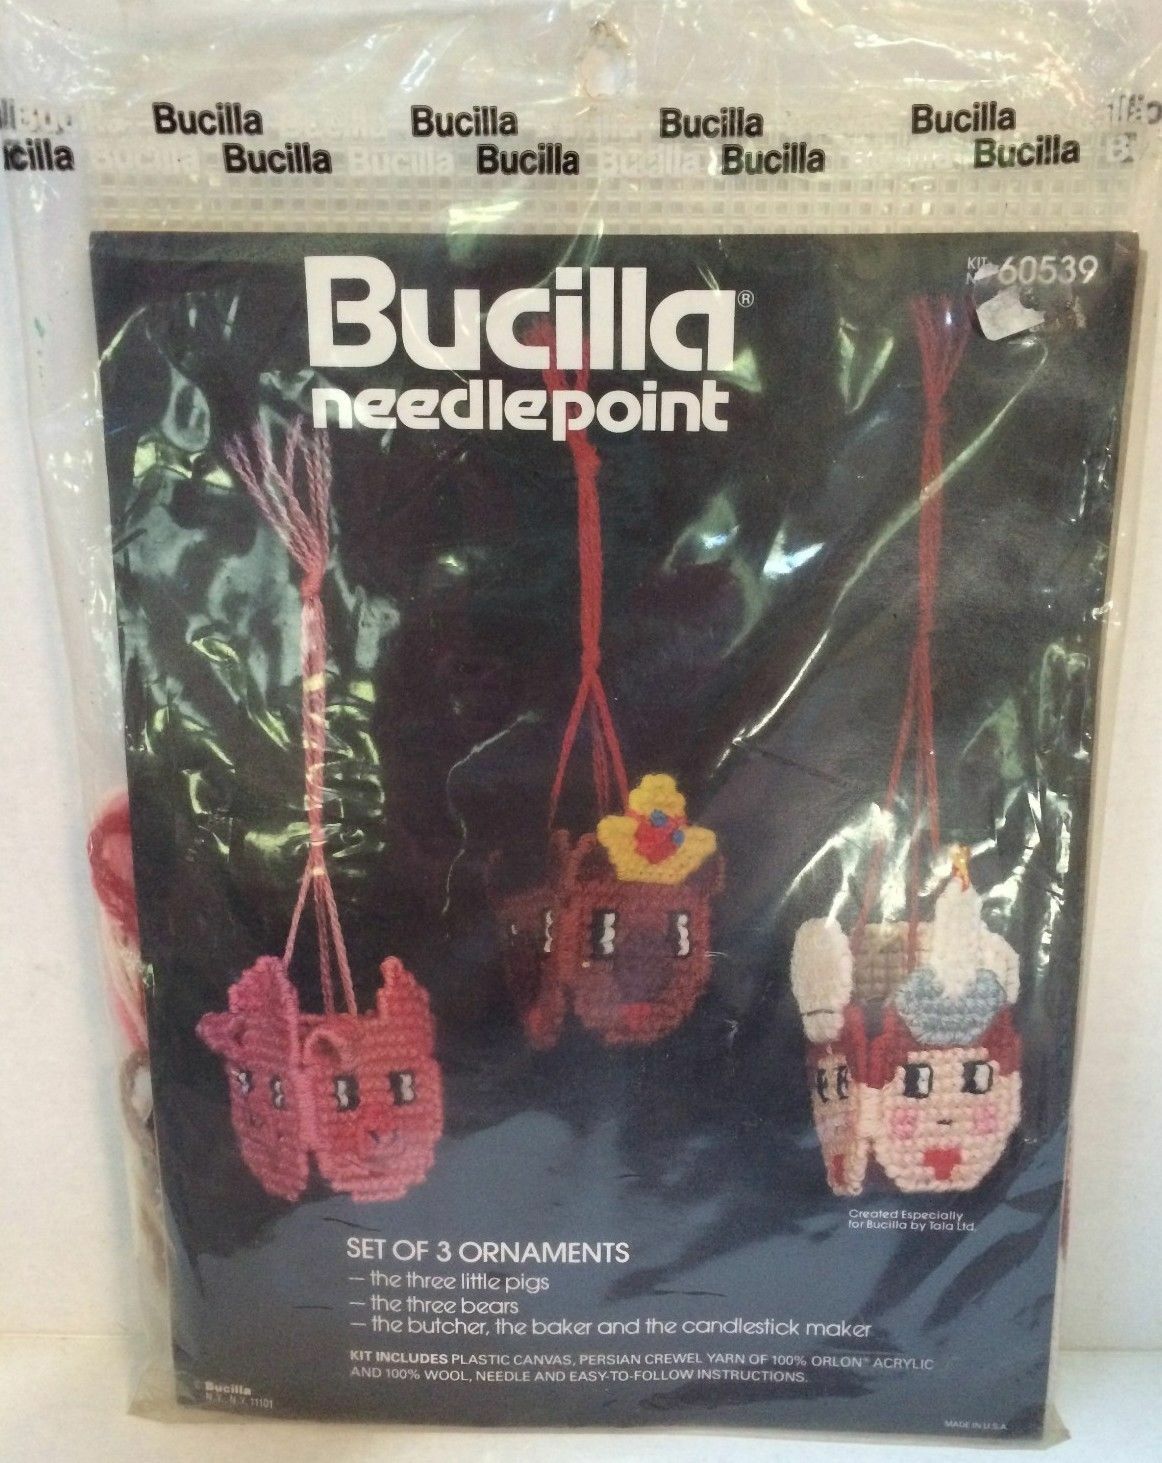 Bucilla Bucilla Bucilla Bucilla
cilla Bucilla Bucilla Bucilla Bucilla
Bucilla®
needlepoint
KIT 60539
Created Especially
for Bucilla by Tala Ltd.
SET OF 3 ORNAMENTS
— the three little pigs
— the three bears
— the butcher, the baker and the candlestick maker
KIT INCLUDES PLASTIC CANVAS, PERSIAN CREWEL YARN OF 100% ORLON* ACRYLIC
AND 100% WOOL, NEEDLE AND EASY-TO-FOLLOW INSTRUCTIONS.
Bucilla
N.Y., N.Y. 11101
MADE IN U.S.A.